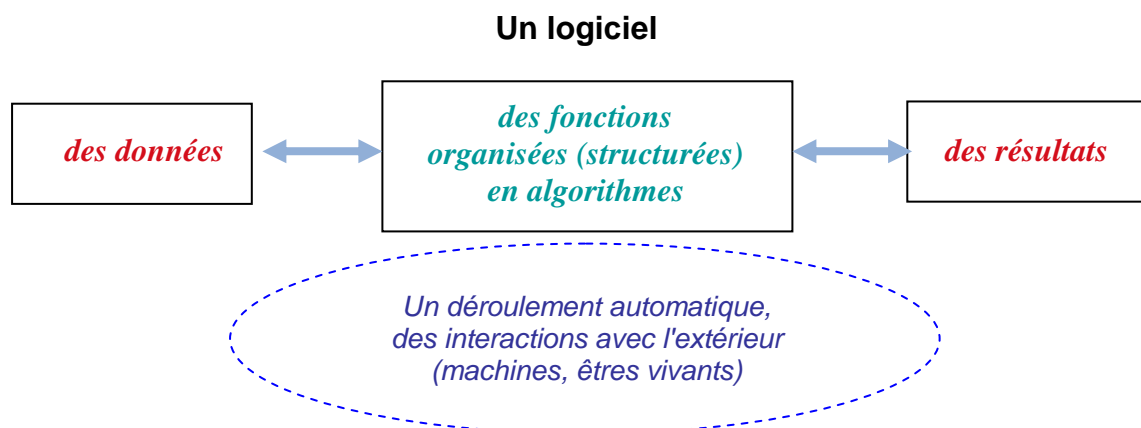 Un logiciel
des données
des fonctions
organisées (structurées)
en algorithmes
des résultats
Un déroulement automatique,
des interactions avec l'extérieur
(machines, êtres vivants)